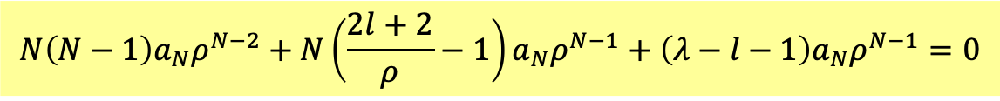 N(N − 1)a_Nρ^{N−2} + N((2l + 2)/ρ − 1)a_Nρ^{N−1} + (λ − l − 1)a_Nρ^{N−1} = 0